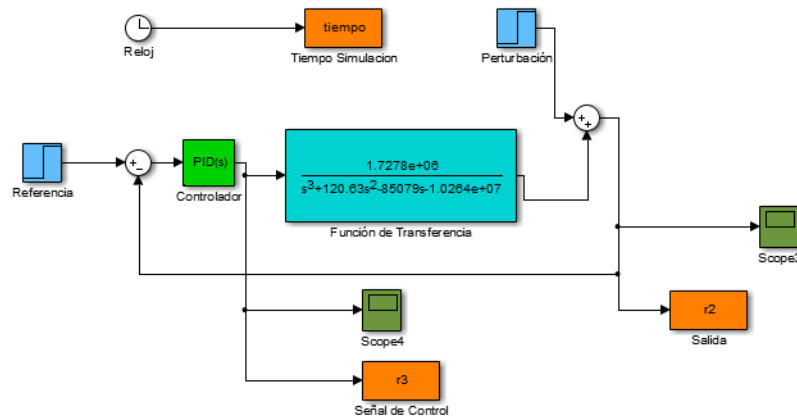 tiempo
Reloj
Tiempo Simulacion
Perturbación
+
+
Referencia
+
−
PID(s)
Controlador
1.7278e+06
s³+120.63s²-85079s-1.0264e+07
Función de Transferencia
Scope3
Scope4
r2
Salida
r3
Señal de Control